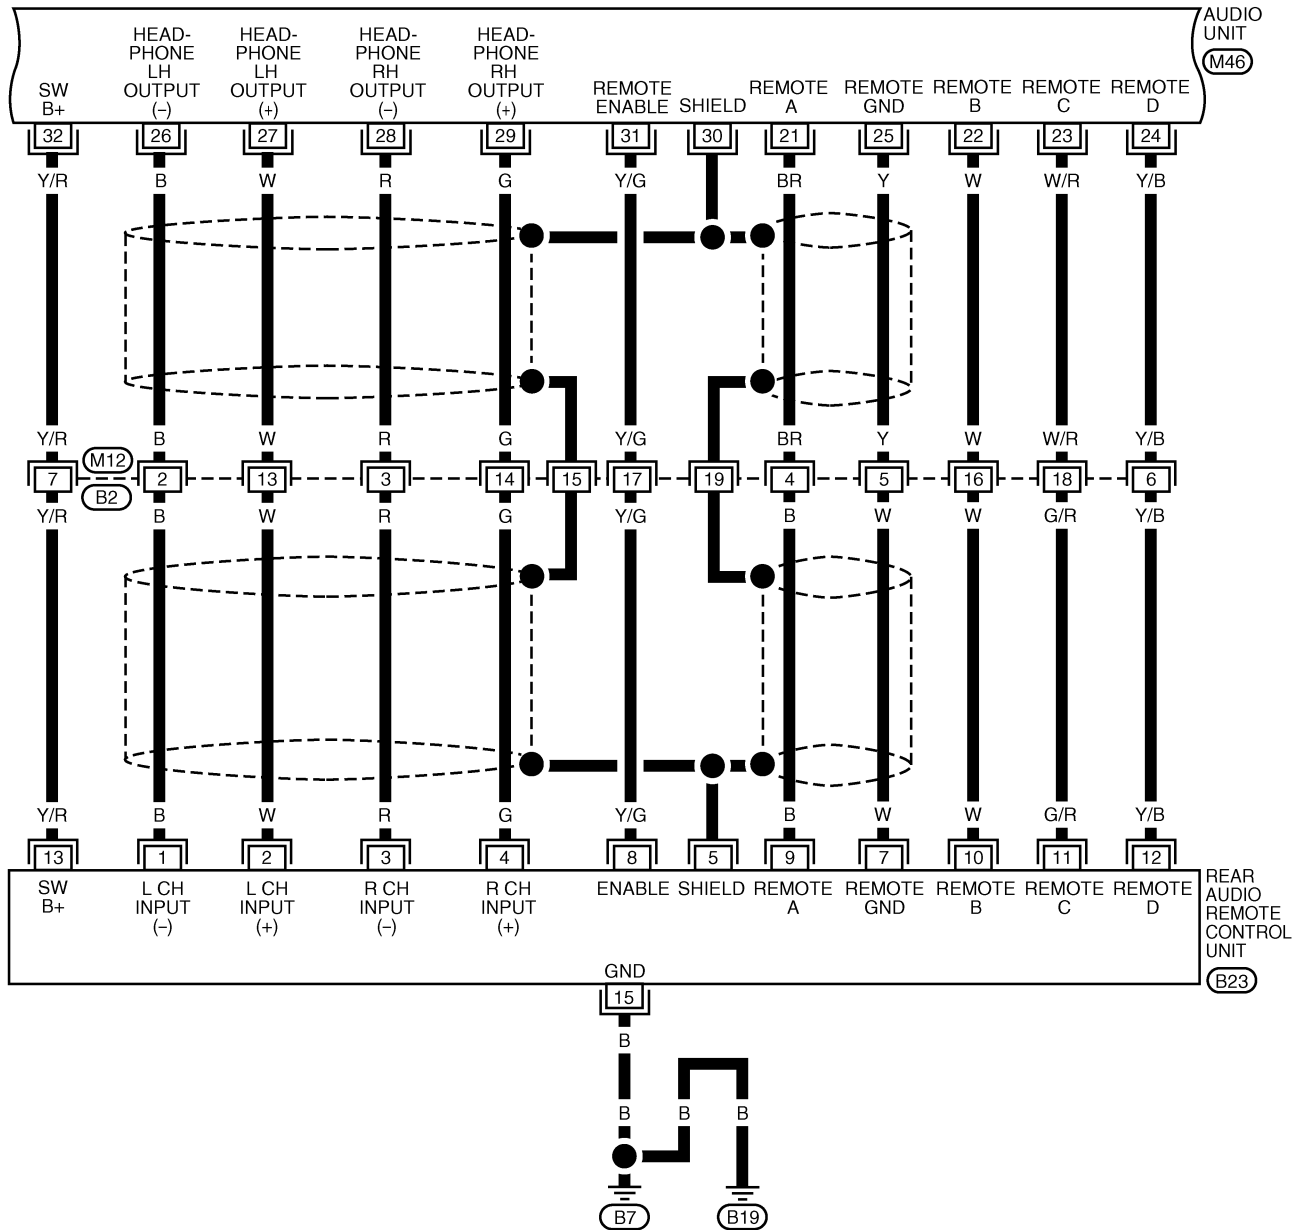 AUDIO
UNIT
M46
SW
B+
HEAD-
PHONE
LH
OUTPUT
(–)
HEAD-
PHONE
LH
OUTPUT
(+)
HEAD-
PHONE
RH
OUTPUT
(–)
HEAD-
PHONE
RH
OUTPUT
(+)
REMOTE
ENABLE
SHIELD
REMOTE
A
REMOTE
GND
REMOTE
B
REMOTE
C
REMOTE
D
32 26 27 28 29 31 30 21 25 22 23 24
Y/R B W R G Y/G BR Y W W/R Y/B
Y/R B W R G Y/G BR Y W W/R Y/B
M12
7 2 13 3 14 15 17 19 4 5 16 18 6
B2
Y/R B W R G Y/G B W W G/R Y/B
Y/R B W R G Y/G B W W G/R Y/B
13 1 2 3 4 8 5 9 7 10 11 12
SW
B+
L CH
INPUT
(–)
L CH
INPUT
(+)
R CH
INPUT
(–)
R CH
INPUT
(+)
ENABLE
SHIELD
REMOTE
A
REMOTE
GND
REMOTE
B
REMOTE
C
REMOTE
D
REAR
AUDIO
REMOTE
CONTROL
UNIT
B23
GND
15
B
B B B
B7 B19